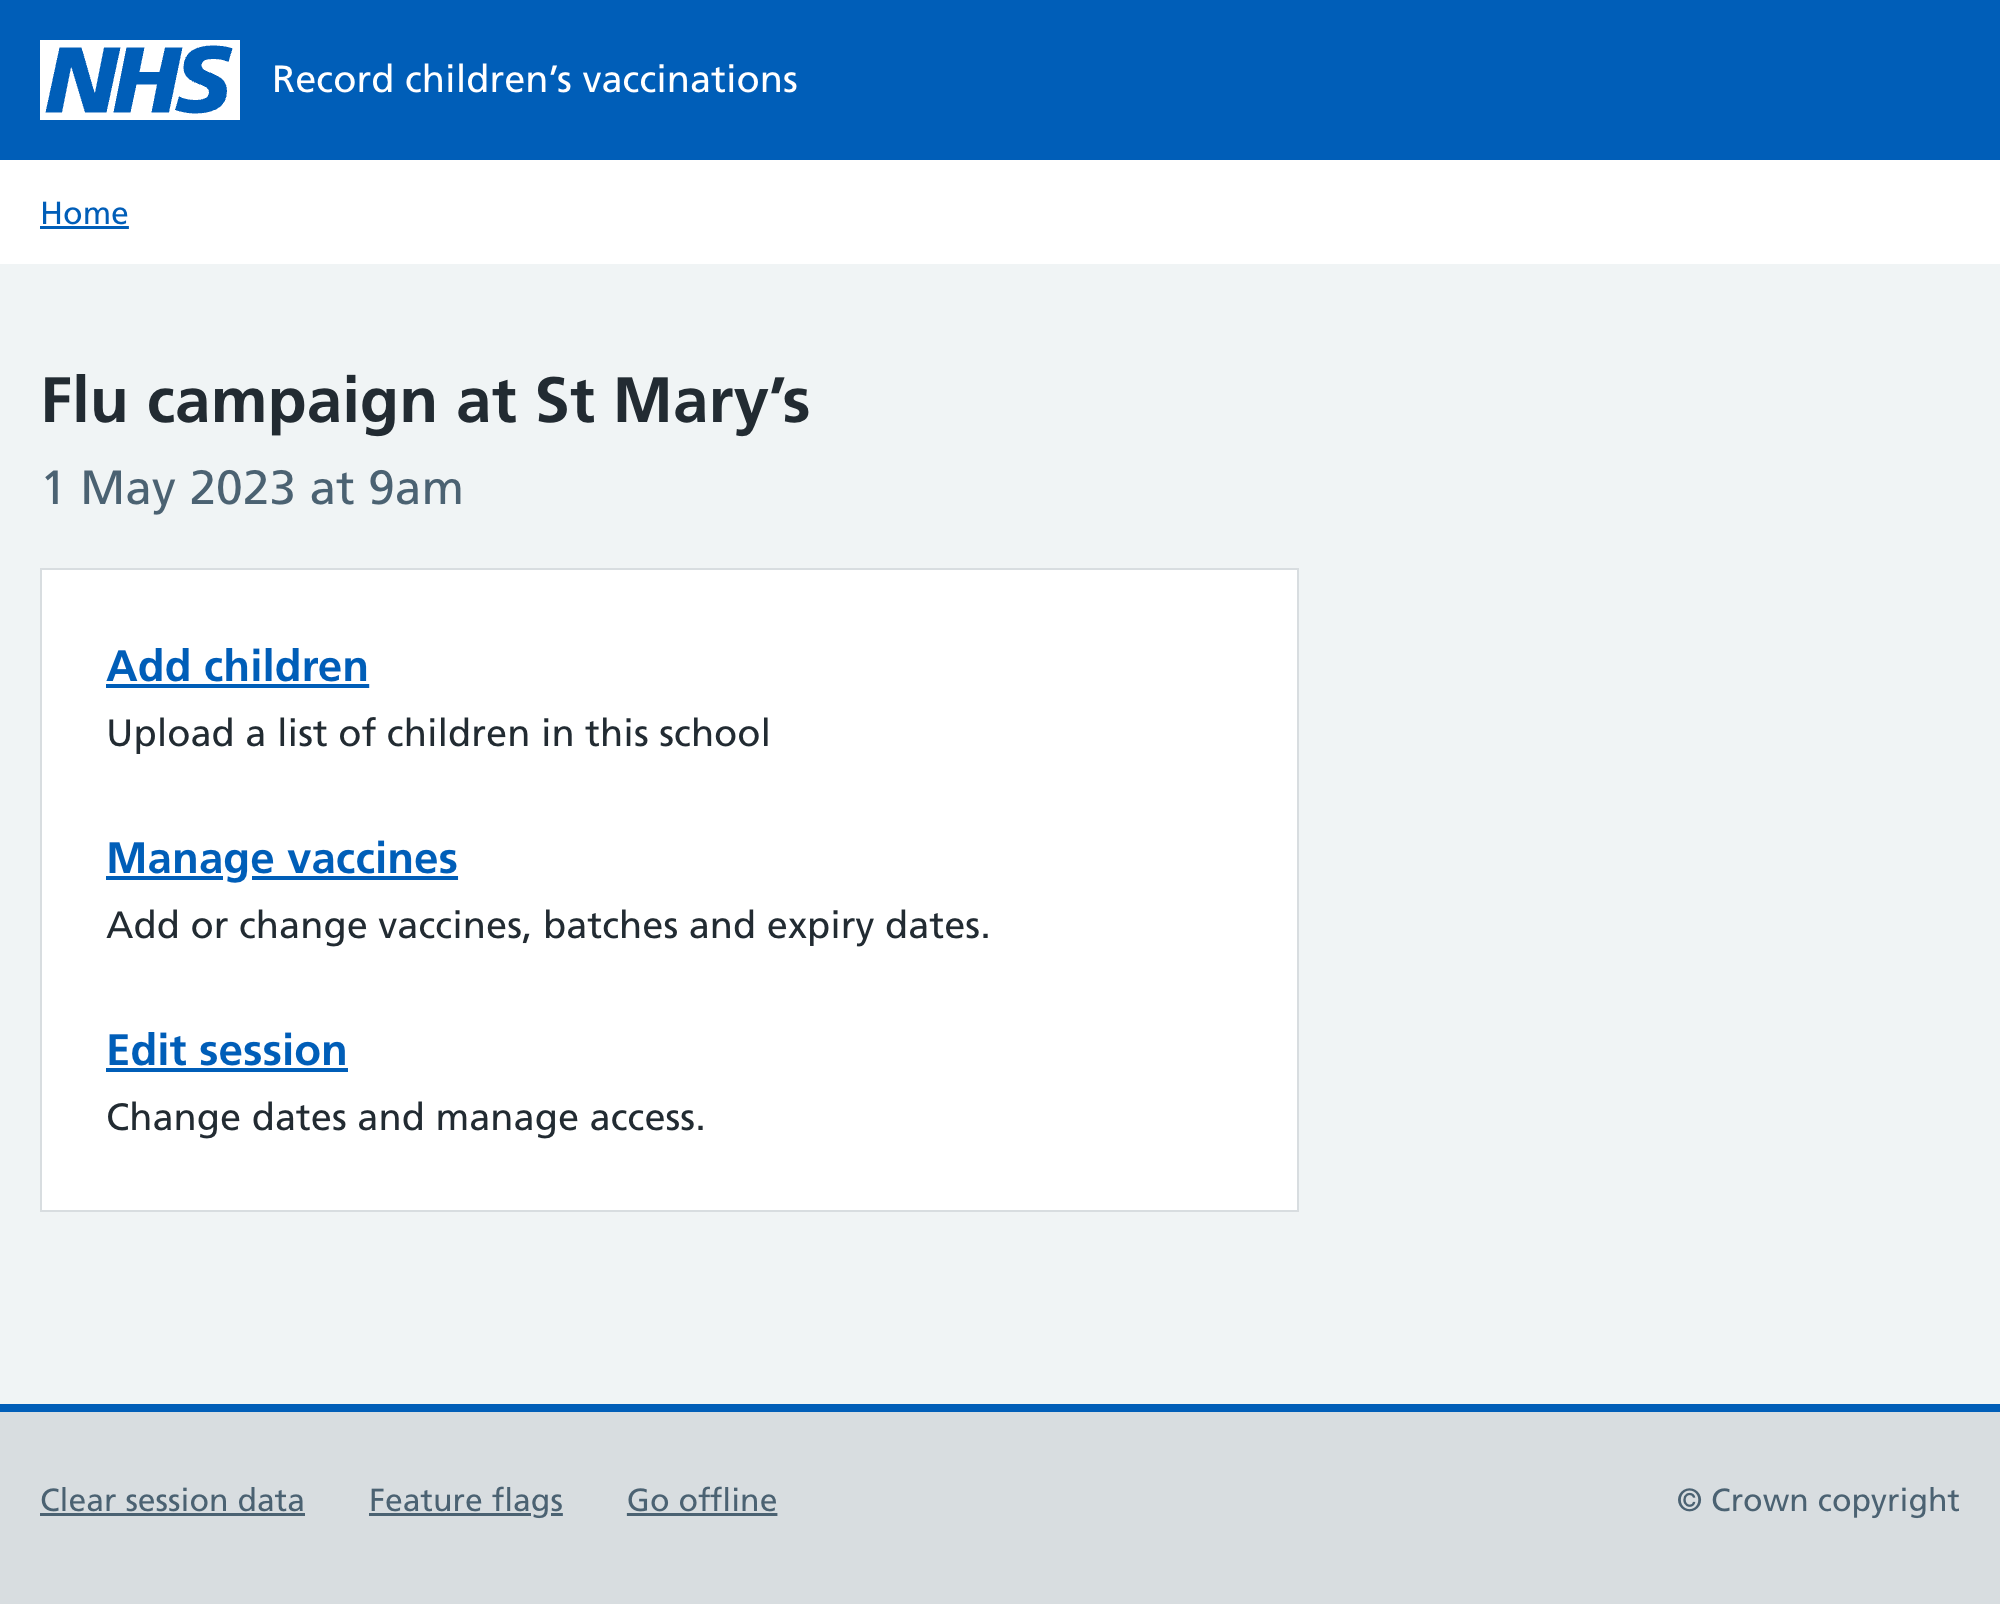 NHS Record children’s vaccinations
Home
Flu campaign at St Mary’s
1 May 2023 at 9am
Add children
Upload a list of children in this school
Manage vaccines
Add or change vaccines, batches and expiry dates.
Edit session
Change dates and manage access.
Clear session data Feature flags Go offline © Crown copyright